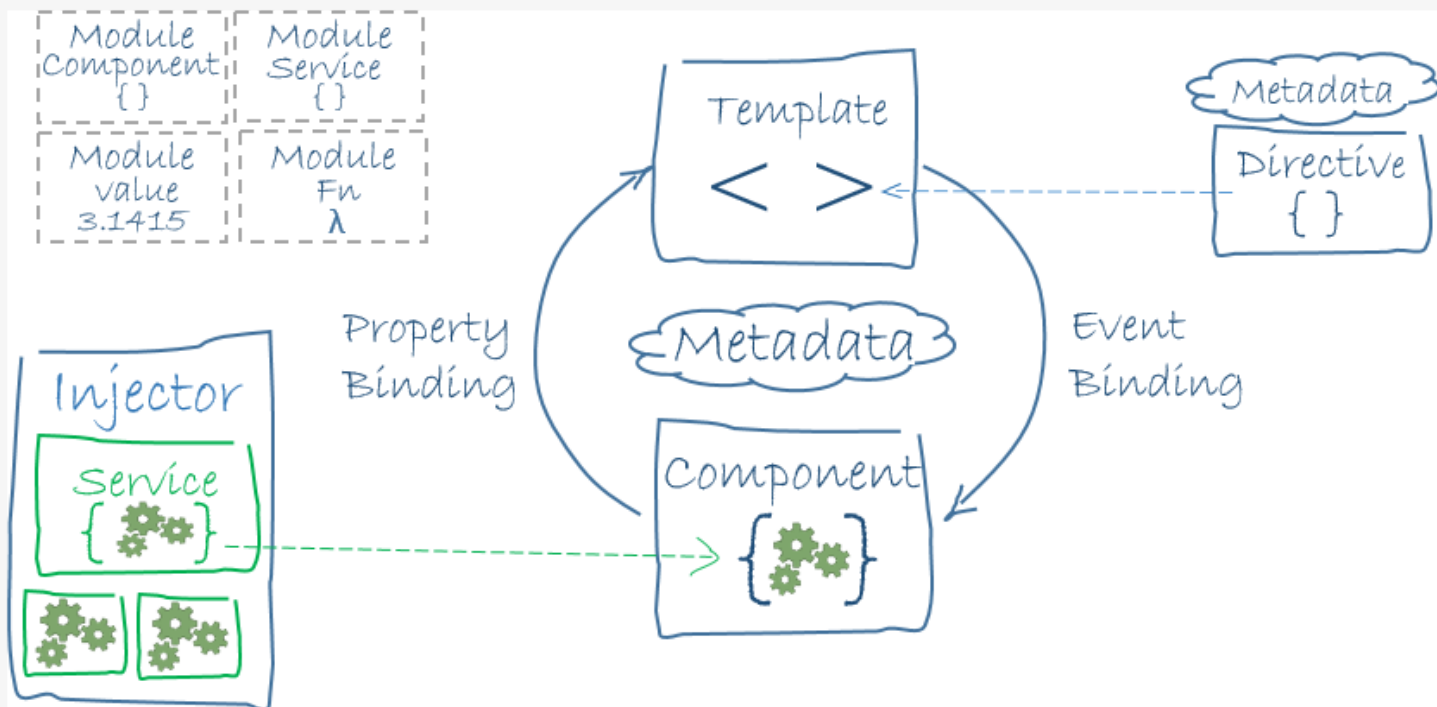 Module
Component
{ }
Module
Service
{ }
Module
value
3.1415
Module
Fn
λ
Template
< >
Metadata
Directive
{ }
Property
Binding
Metadata
Event
Binding
Injector
Service
{ }
Component
{ }